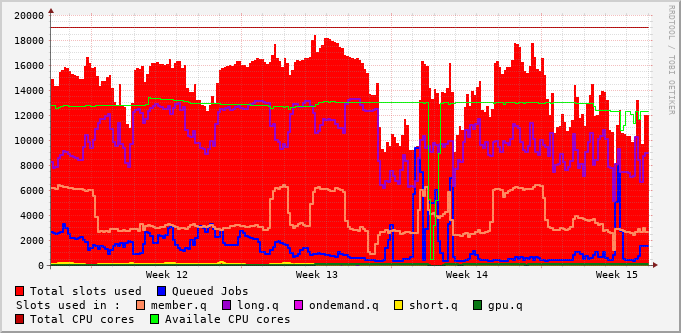 RRDTOOL / TOBI OETIKER
20000
18000
16000
14000
12000
10000
8000
6000
4000
2000
0
Week 12 Week 13 Week 14 Week 15
Total slots used Queued Jobs
Slots used in : member.q long.q ondemand.q short.q gpu.q
Total CPU cores Availale CPU cores